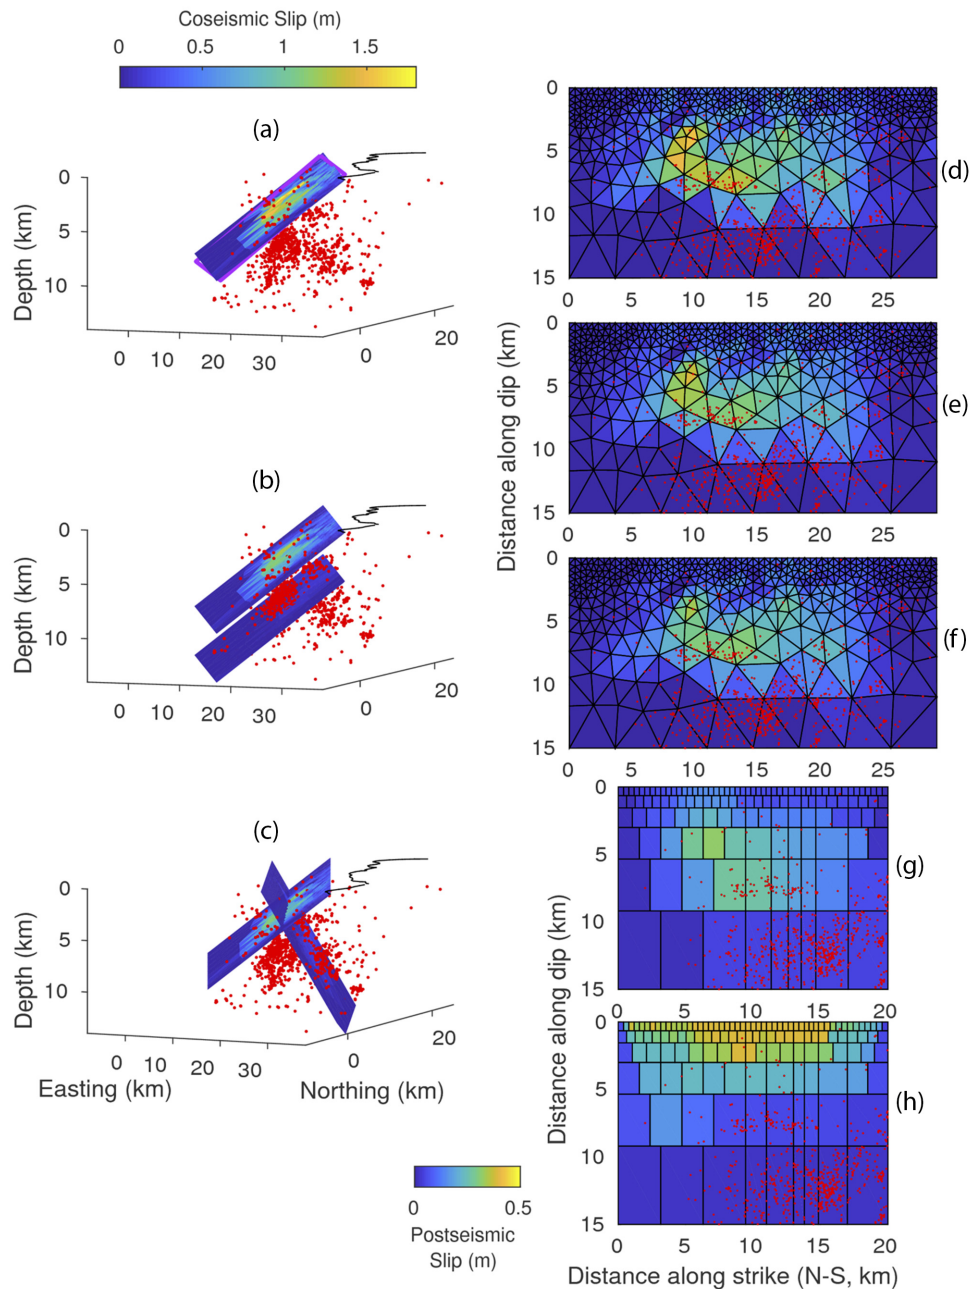 Coseismic Slip (m)
0 0.5 1 1.5
(a)
0
5
10
Depth (km)
0 10 20 30
0 20
(b)
0
5
10
Depth (km)
0 10 20 30
0 20
(c)
0
5
10
Depth (km)
0 10 20 30
0 20
Easting (km)
Northing (km)
0 0.5
Postseismic
Slip (m)
0
5
10
15
0 5 10 15 20 25
(d)
0
5
10
15
0 5 10 15 20 25
(e)
Distance along dip (km)
0
5
10
15
0 5 10 15 20 25
(f)
0
5
10
15
0 5 10 15 20
(g)
Distance along dip (km)
0
5
10
15
0 5 10 15 20
(h)
Distance along strike (N-S, km)